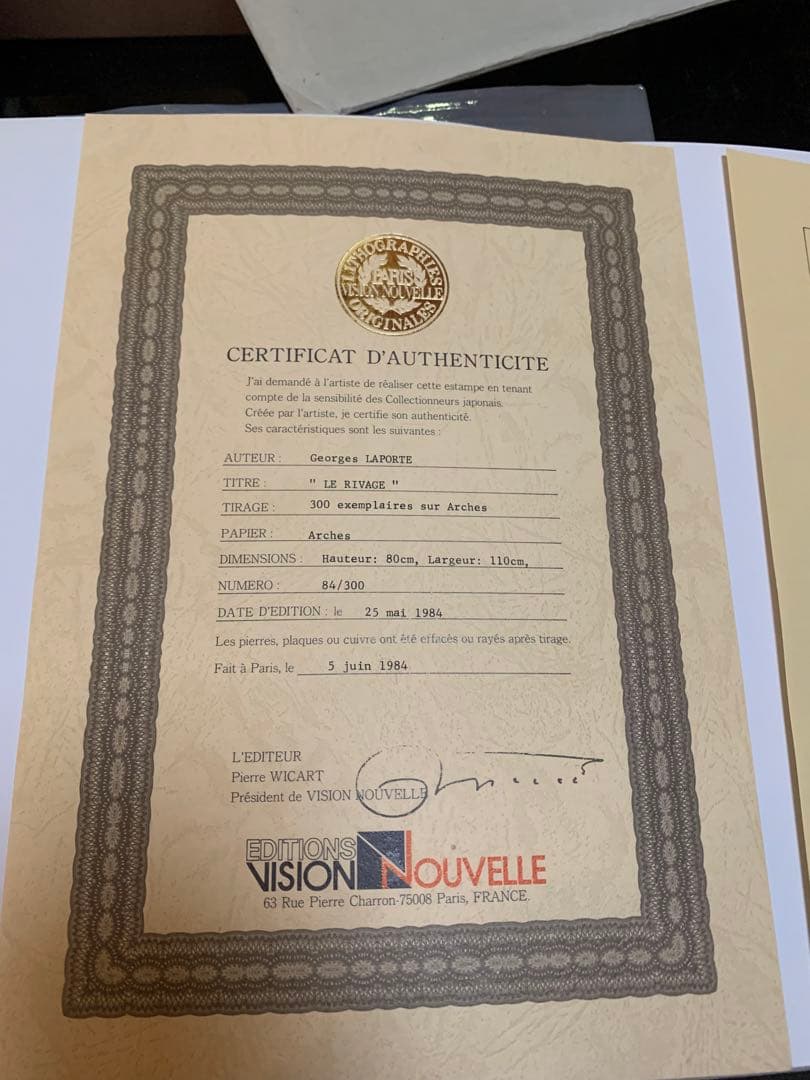 LITHOGRAPHIES
PARIS
VISION NOUVELLE
ORIGINALES
CERTIFICAT D'AUTHENTICITE
J'ai demandé à l'artiste de réaliser cette estampe en tenant
compte de la sensibilité des Collectionneurs japonais.
Créée par l'artiste, je certifie son authenticité.
Ses caractéristiques sont les suivantes :
AUTEUR : Georges LAPORTE
TITRE : " LE RIVAGE "
TIRAGE : 300 exemplaires sur Arches
PAPIER : Arches
DIMENSIONS : Hauteur: 80cm, Largeur: 110cm,
NUMERO : 84/300
DATE D'EDITION : le 25 mai 1984
Les pierres, plaques ou cuivre ont été effacés ou rayés après tirage.
Fait à Paris, le 5 juin 1984
L'EDITEUR
Pierre WICART
Président de VISION NOUVELLE
EDITIONS
VISION NOUVELLE
63 Rue Pierre Charron-75008 Paris, FRANCE.